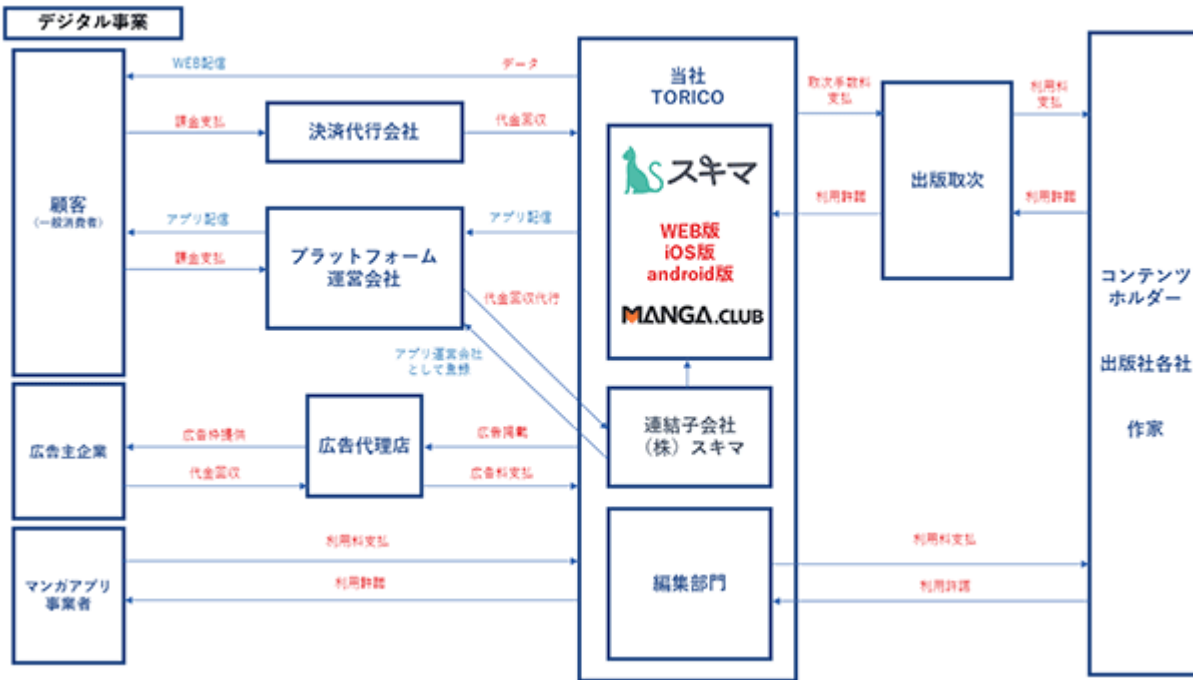 デジタル事業
WEB配信
データ
当社
TORICO
取次手数料
支払
利用料
支払
課金支払
決済代行会社
代金回収
スキマ
出版取次
顧客
(一般消費者)
アプリ配信
アプリ配信
利用許諾
利用許諾
WEB版
iOS版
android版
課金支払
プラットフォーム
運営会社
代金回収代行
MANGA.CLUB
コンテンツ
ホルダー
出版社各社
作家
アプリ運営会社
として登録
連結子会社
(株)スキマ
広告主企業
広告枠提供
広告代理店
広告掲載
代金回収
広告料支払
マンガアプリ
事業者
利用料支払
利用許諾
編集部門
利用料支払
利用許諾